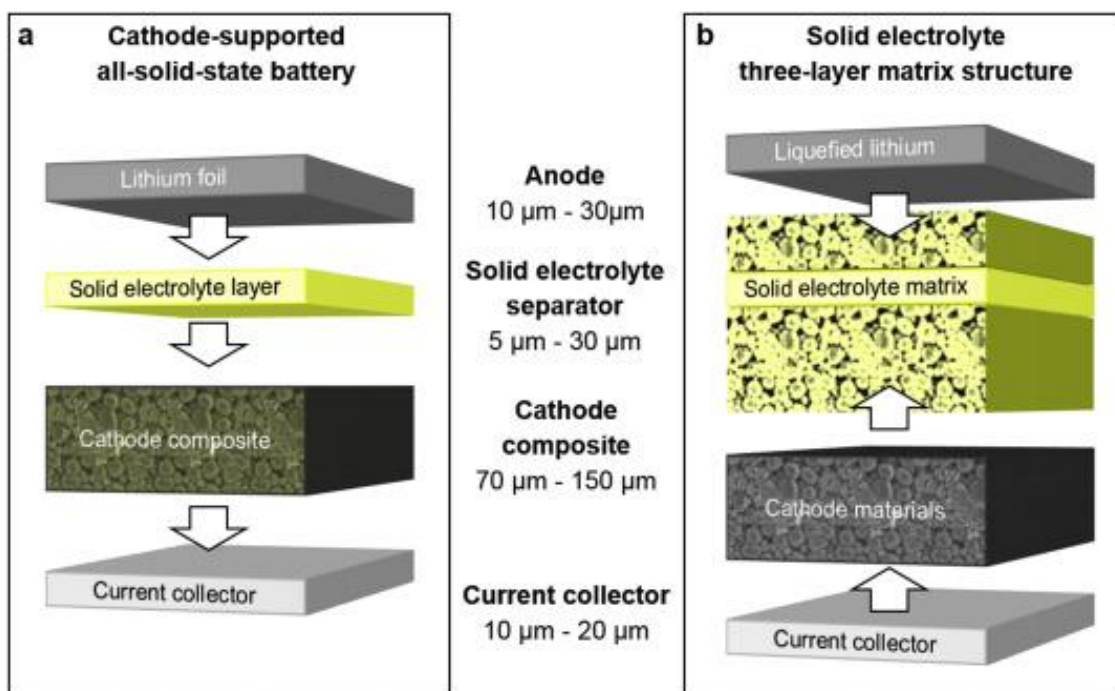 a
Cathode-supported
all-solid-state battery
Lithium foil
Solid electrolyte layer
Cathode composite
Current collector
Anode
10 µm - 30µm
Solid electrolyte
separator
5 µm - 30 µm
Cathode
composite
70 µm - 150 µm
Current collector
10 µm - 20 µm
b
Solid electrolyte
three-layer matrix structure
Liquefied lithium
Solid electrolyte matrix
Cathode materials
Current collector